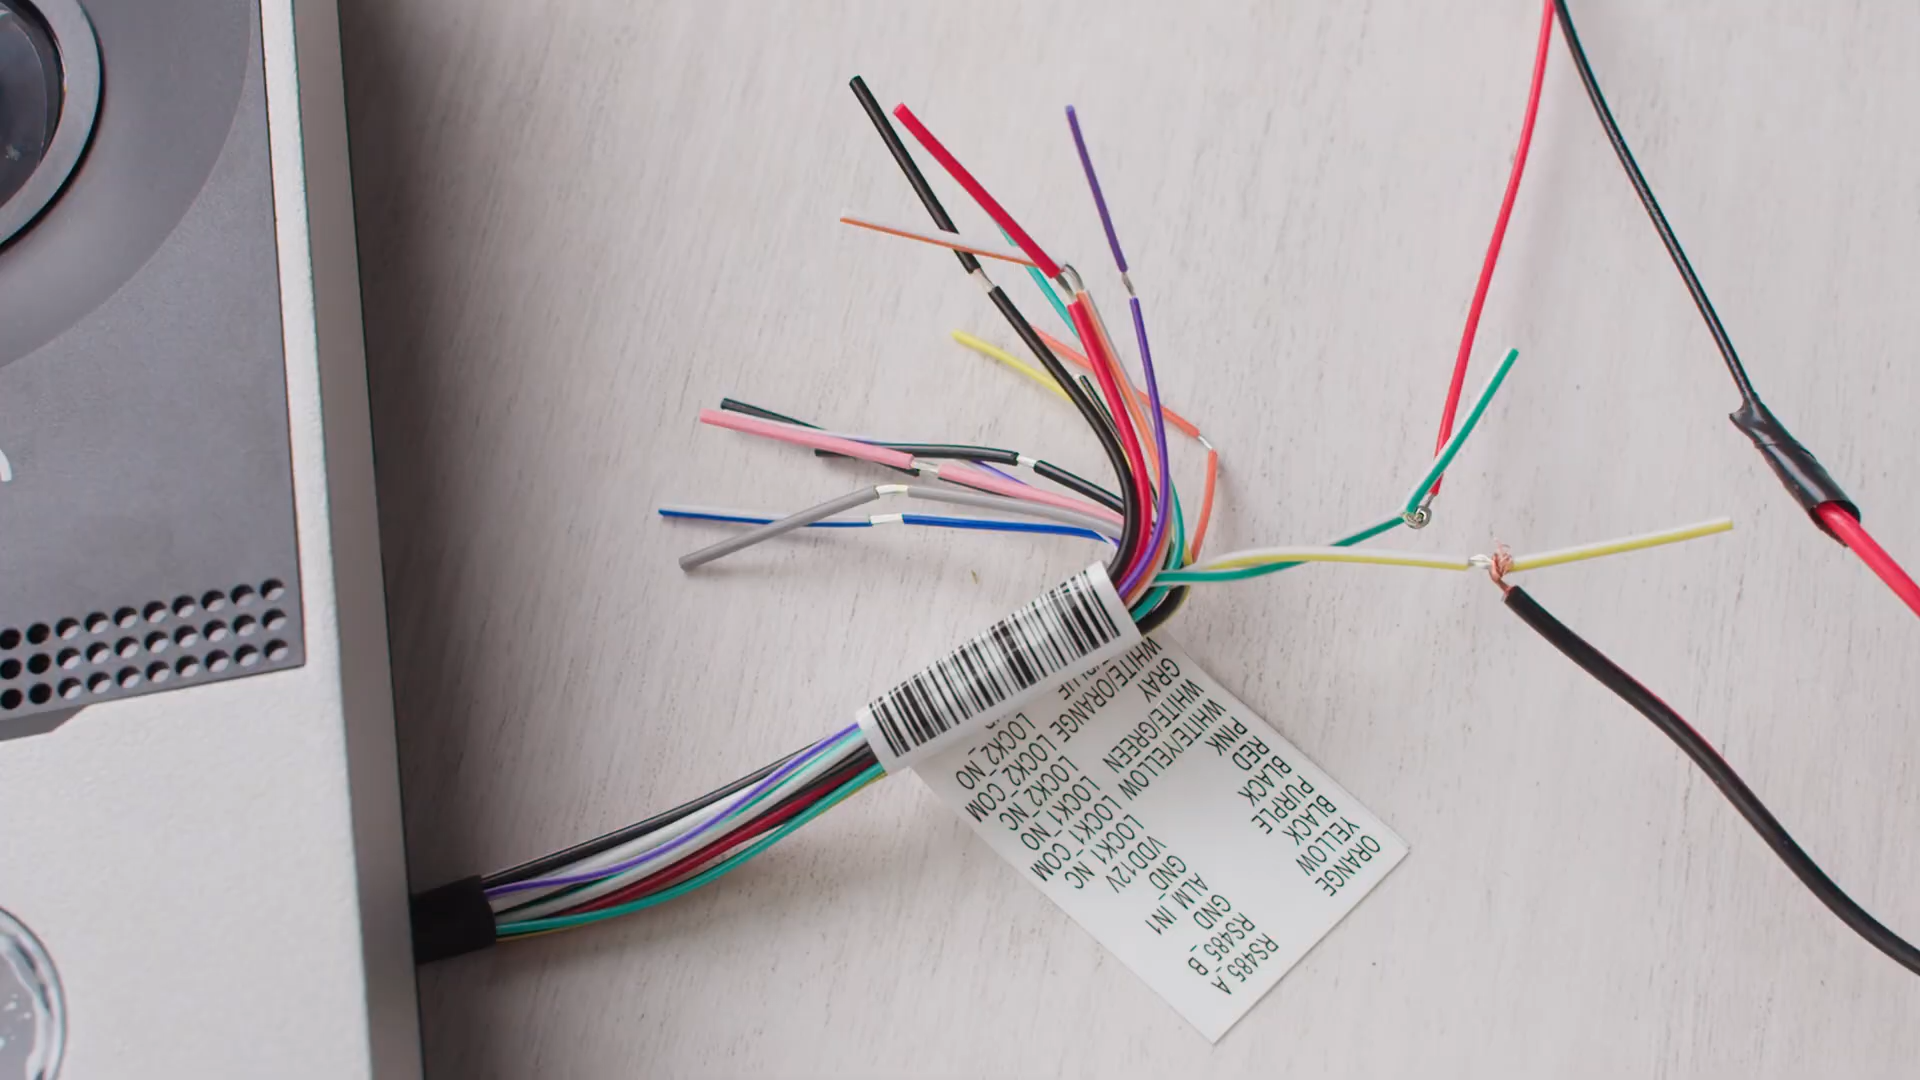 ORANGE RS485_A
YELLOW RS485_B
BLACK GND
PURPLE ALM_IN1
BLACK GND
RED VDD12V
PINK LOCK1_NC
WHITE/YELLOW LOCK1_COM
WHITE/GREEN LOCK1_NO
GRAY LOCK2_NC
WHITE/ORANGE LOCK2_COM
LOCK2_NO